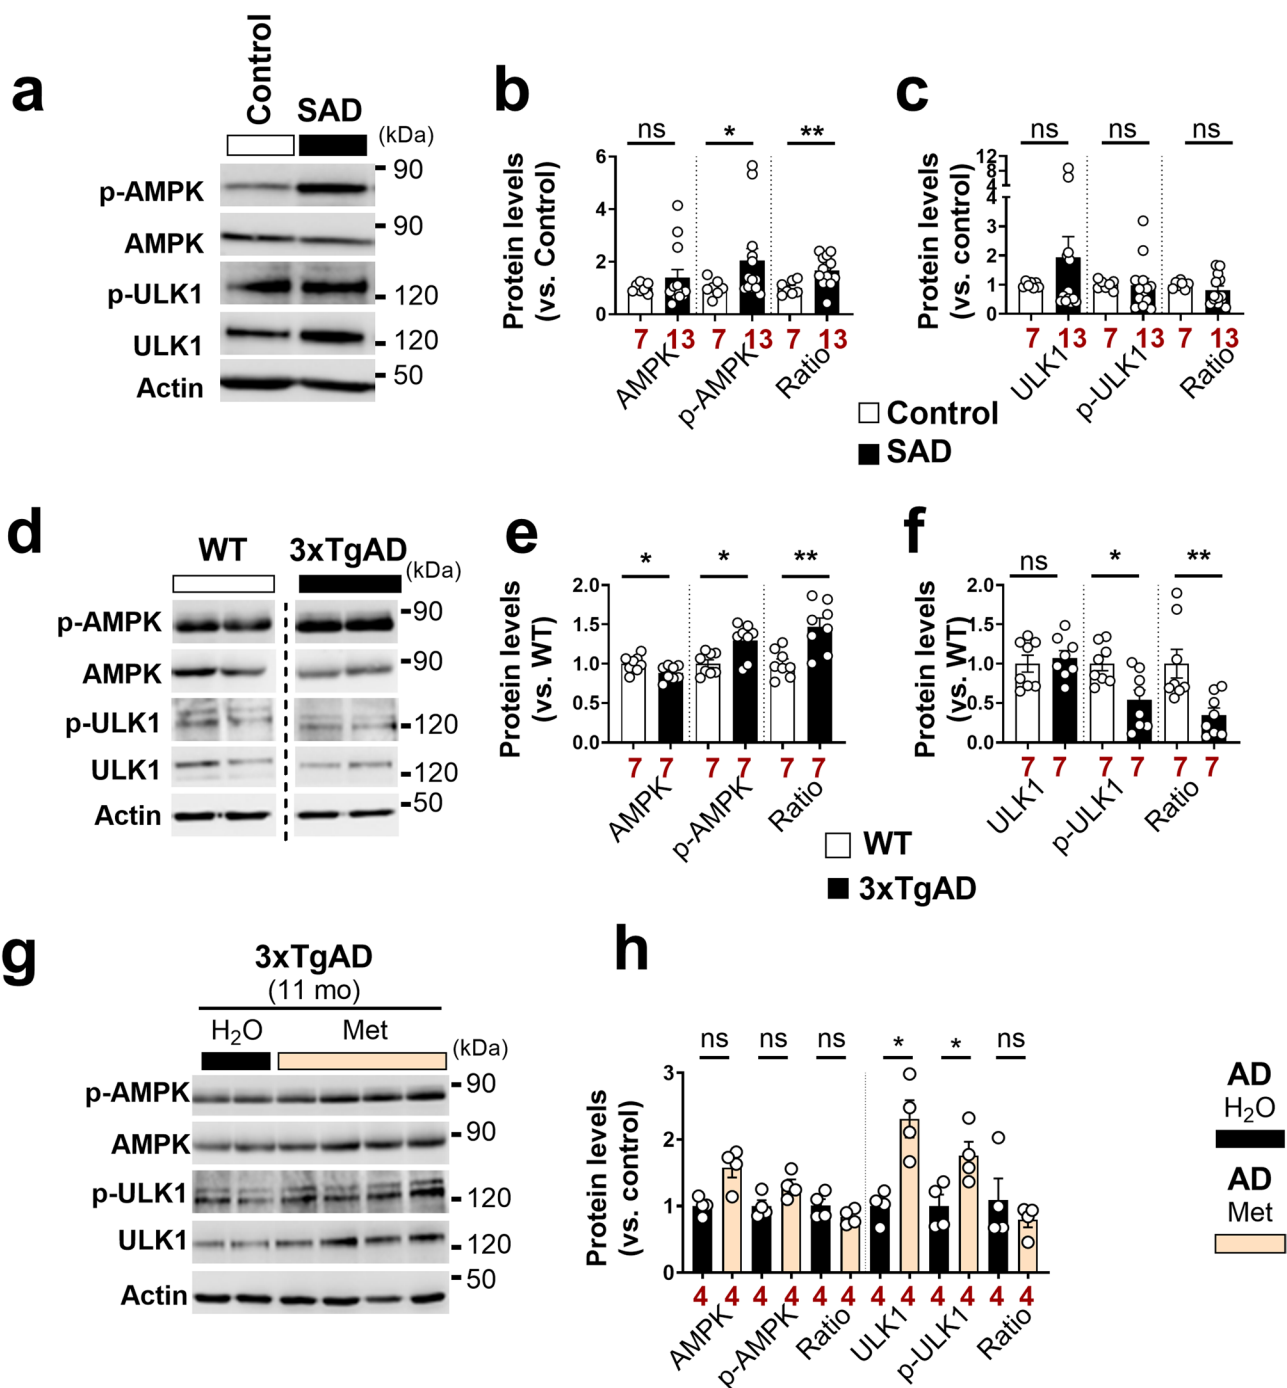 a
Control
SAD
(kDa)
p-AMPK
90
AMPK
90
p-ULK1
120
ULK1
120
Actin
50
b
Protein levels
(vs. Control)
ns
*
**
6
4
2
0
7 13 7 13 7 13
AMPK
p-AMPK
Ratio
c
Protein levels
(vs. control)
ns
ns
ns
12
8
4
4
3
2
1
0
7 13 7 13 7 13
ULK1
p-ULK1
Ratio
Control
SAD
d
WT
3xTgAD
(kDa)
p-AMPK
90
AMPK
90
p-ULK1
120
ULK1
120
Actin
50
e
Protein levels
(vs. WT)
*
*
**
2.0
1.5
1.0
0.5
0.0
7 7 7 7 7 7
AMPK
p-AMPK
Ratio
f
Protein levels
(vs. WT)
ns
*
**
2.0
1.5
1.0
0.5
0.0
7 7 7 7 7 7
ULK1
p-ULK1
Ratio
WT
3xTgAD
g
3xTgAD
(11 mo)
H₂O
Met
(kDa)
p-AMPK
90
AMPK
90
p-ULK1
120
ULK1
120
Actin
50
h
Protein levels
(vs. control)
ns
ns
ns
*
*
ns
3
2
1
0
4 4 4 4 4 4 4 4 4 4 4 4
AMPK
p-AMPK
Ratio
ULK1
p-ULK1
Ratio
AD
H₂O
AD
Met